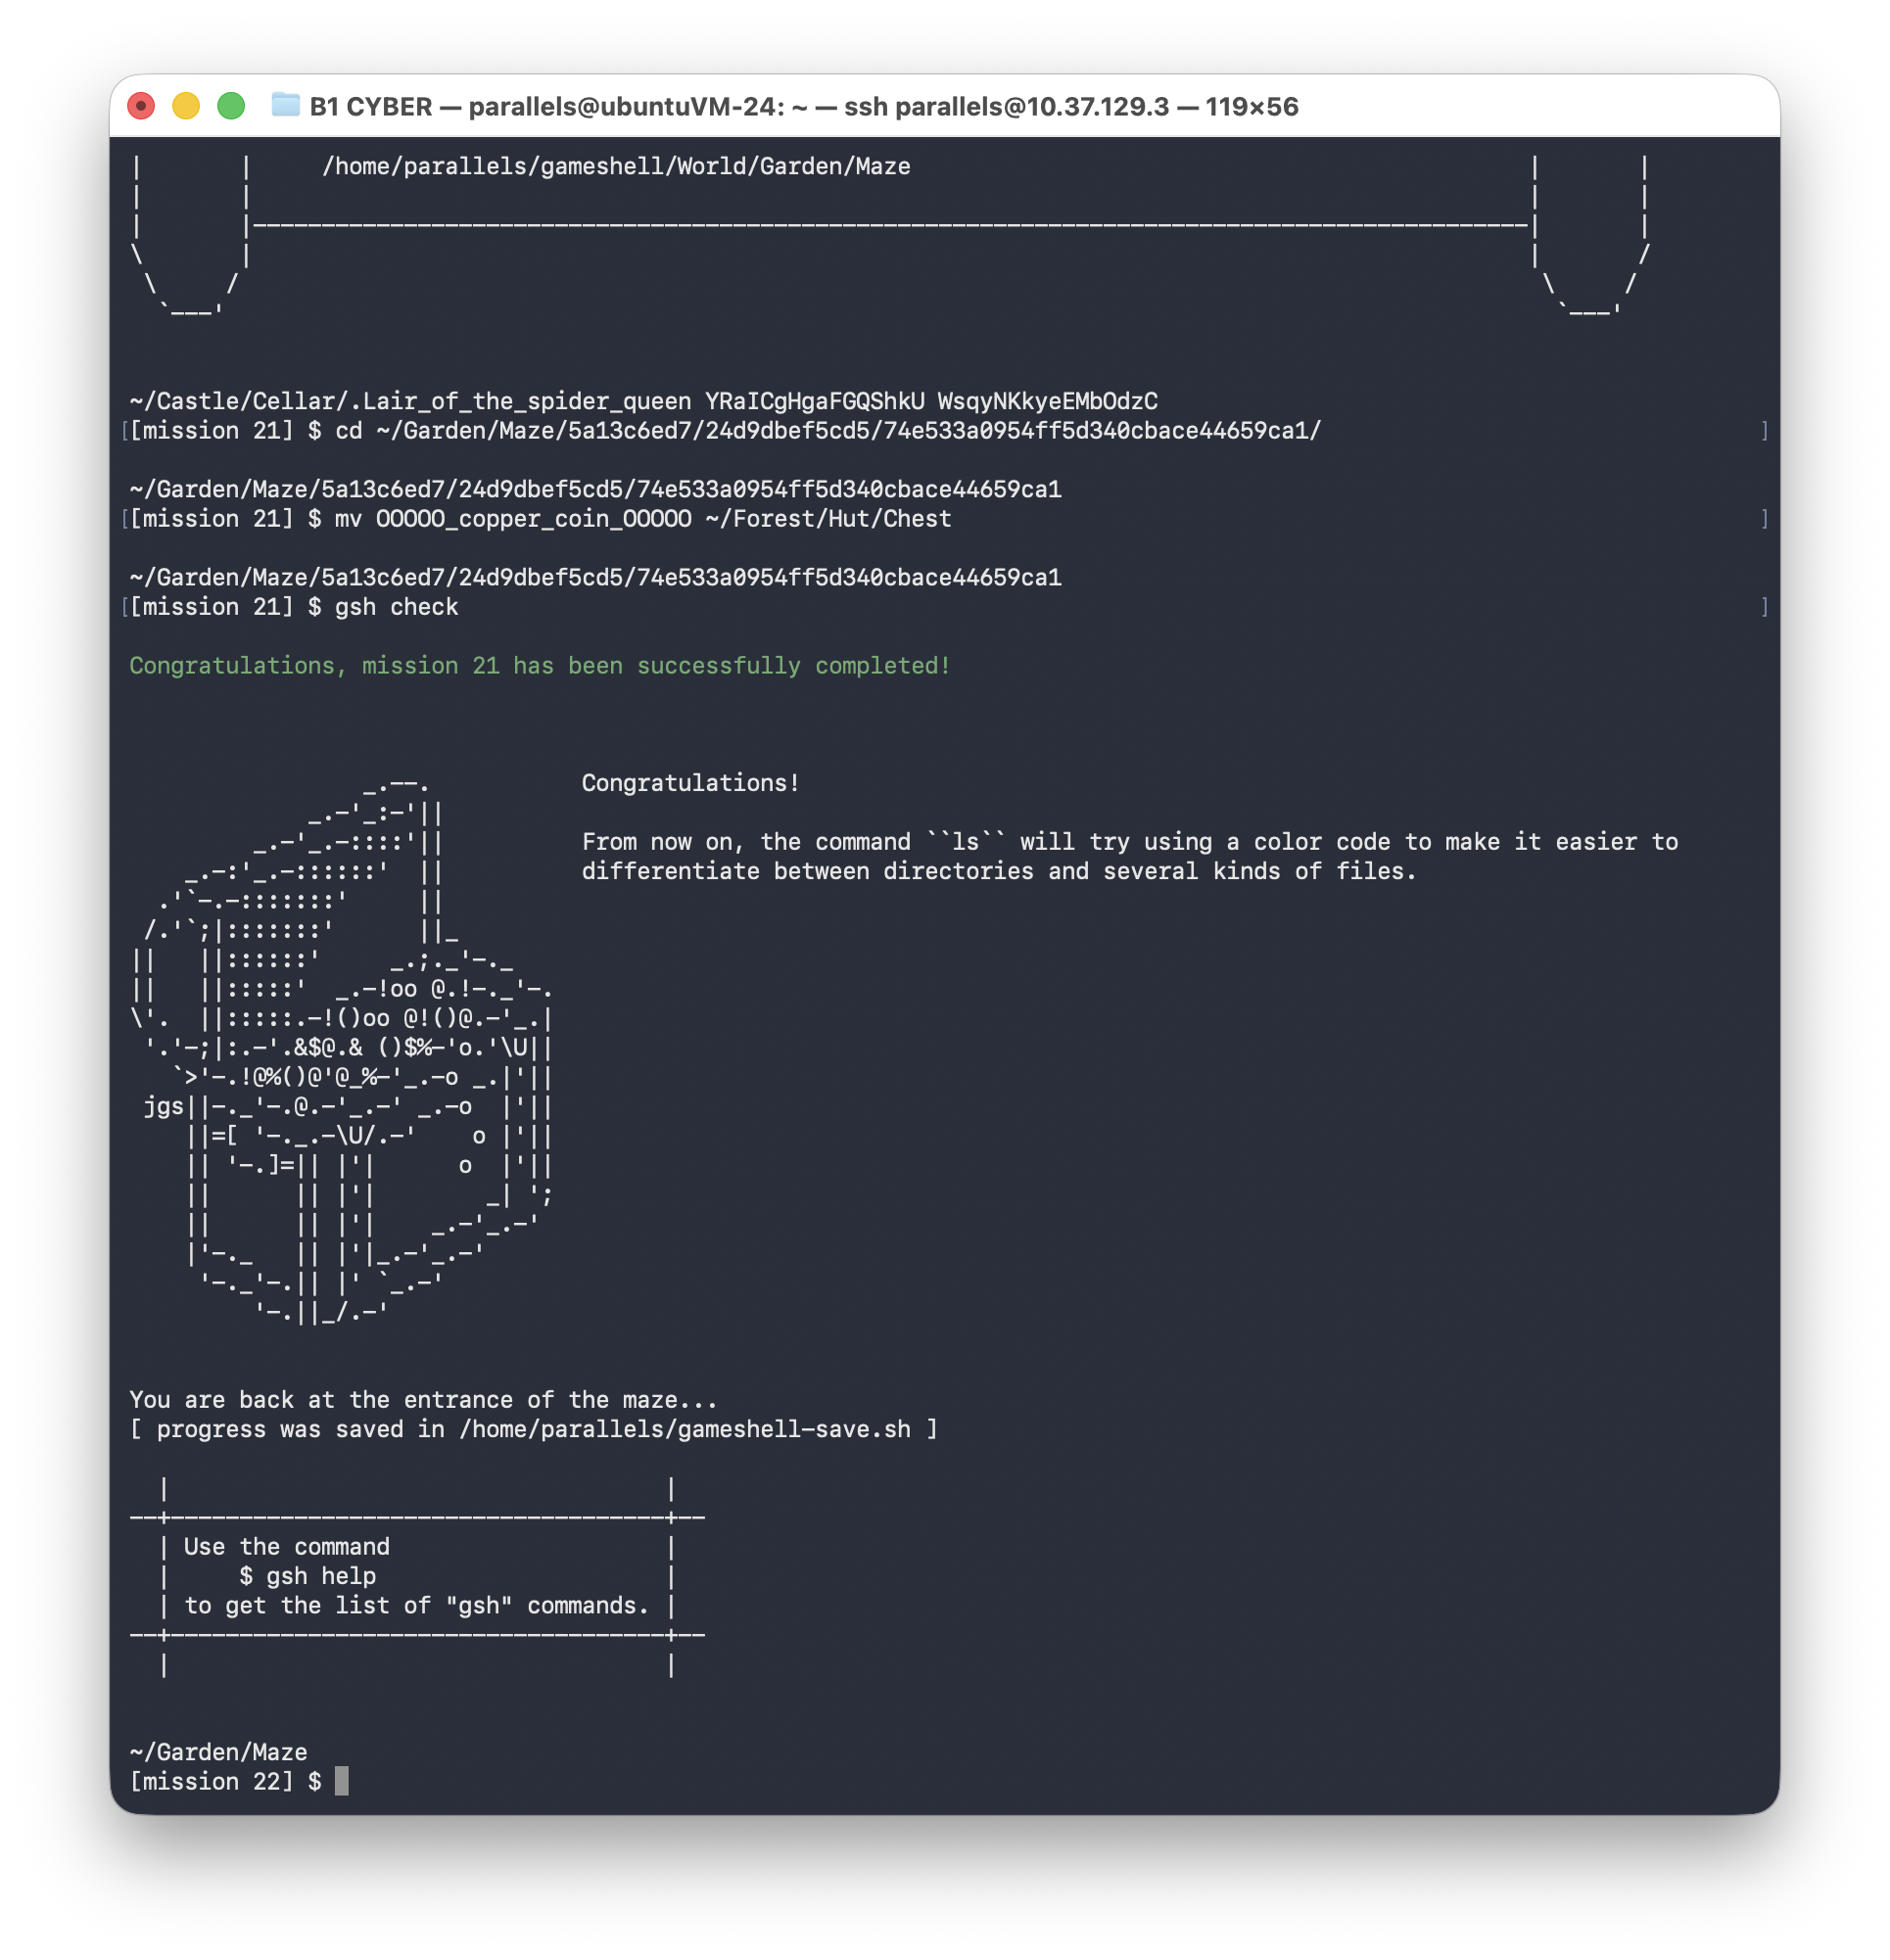 B1 CYBER — parallels@ubuntuVM-24: ~ — ssh parallels@10.37.129.3 — 119×56
/home/parallels/gameshell/World/Garden/Maze
~/Castle/Cellar/.Lair_of_the_spider_queen YRaICgHgaFGQShkU WsqyNKkyeEMbOdzC
[mission 21] $ cd ~/Garden/Maze/5a13c6ed7/24d9dbef5cd5/74e533a0954ff5d340cbace44659ca1/
~/Garden/Maze/5a13c6ed7/24d9dbef5cd5/74e533a0954ff5d340cbace44659ca1
[mission 21] $ mv OOOOO_copper_coin_OOOOO ~/Forest/Hut/Chest
~/Garden/Maze/5a13c6ed7/24d9dbef5cd5/74e533a0954ff5d340cbace44659ca1
[mission 21] $ gsh check
Congratulations, mission 21 has been successfully completed!
Congratulations!
From now on, the command ``ls`` will try using a color code to make it easier to
differentiate between directories and several kinds of files.
jgs
You are back at the entrance of the maze...
[ progress was saved in /home/parallels/gameshell-save.sh ]
Use the command
$ gsh help
to get the list of "gsh" commands.
~/Garden/Maze
[mission 22] $